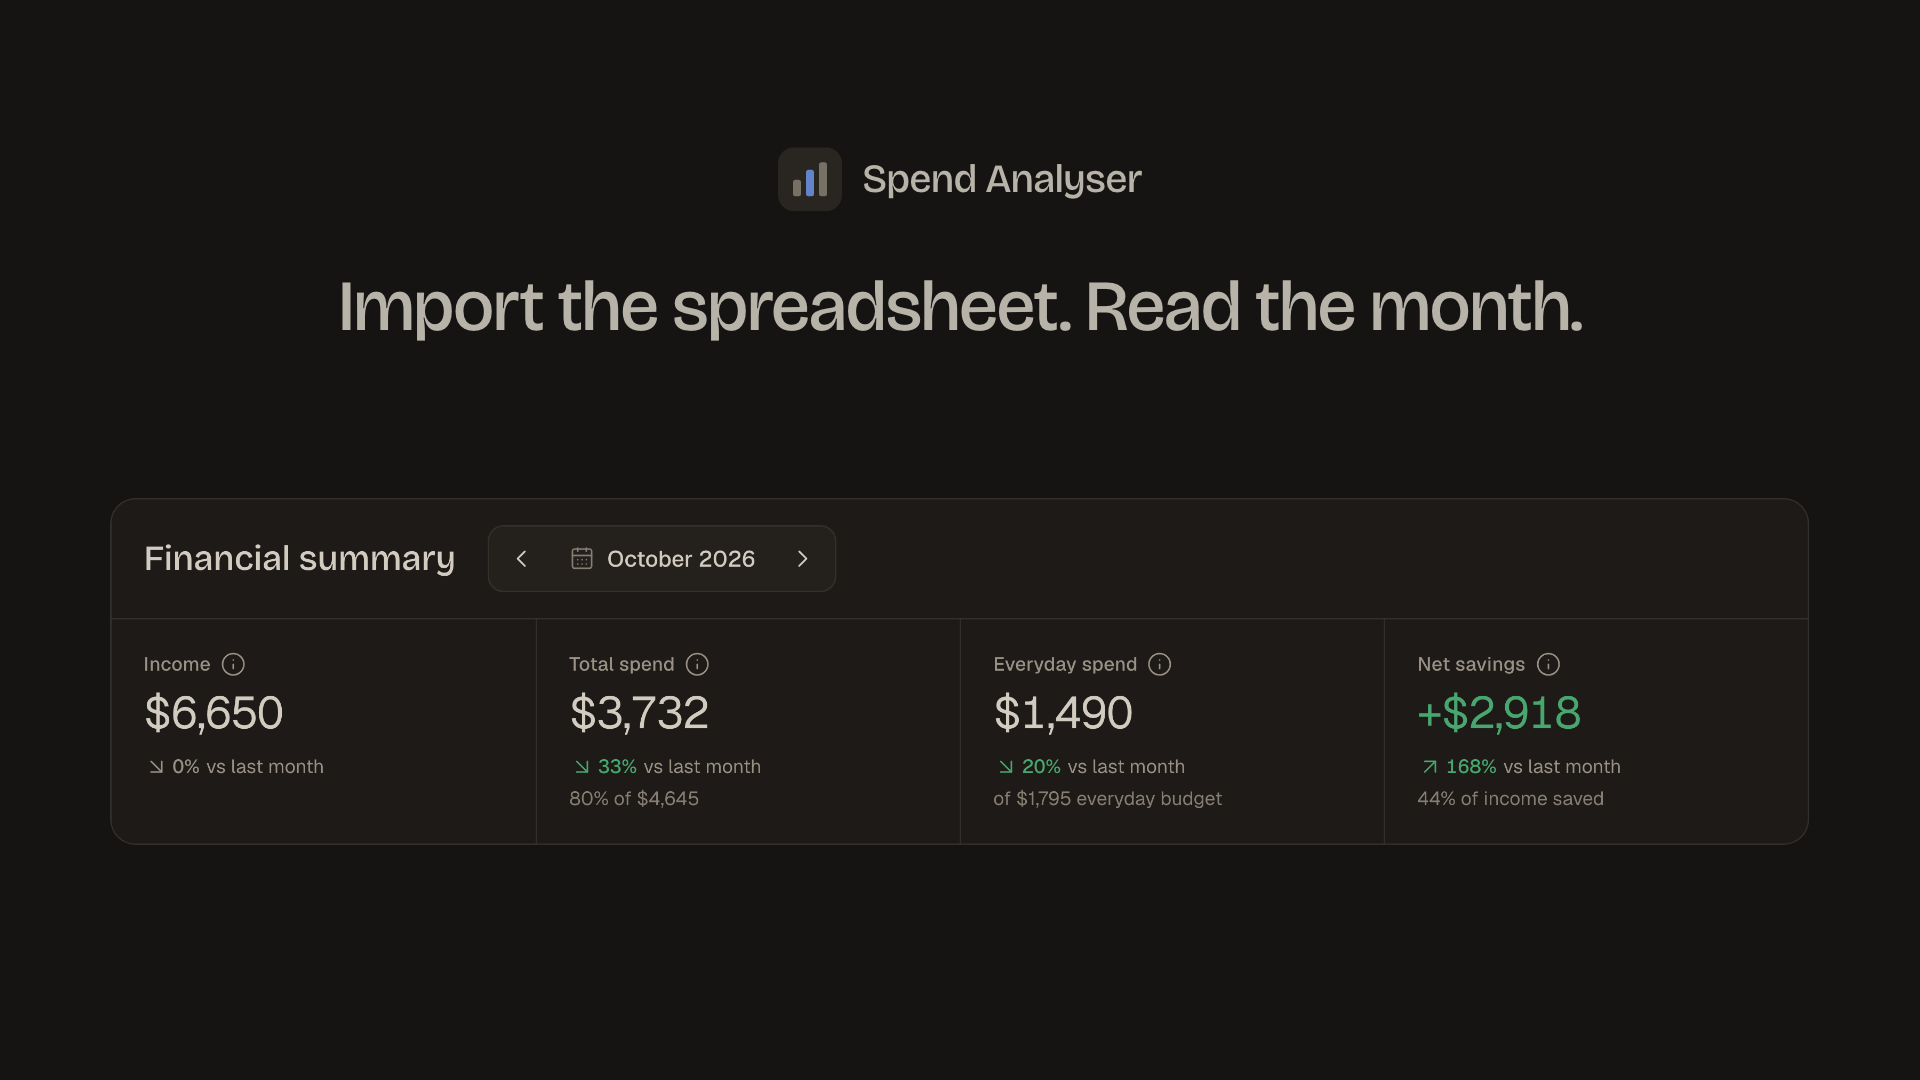 Spend Analyser
Import the spreadsheet. Read the month.
Financial summary
October 2026
Income
$6,650
0% vs last month
Total spend
$3,732
33% vs last month
80% of $4,645
Everyday spend
$1,490
20% vs last month
of $1,795 everyday budget
Net savings
+$2,918
168% vs last month
44% of income saved